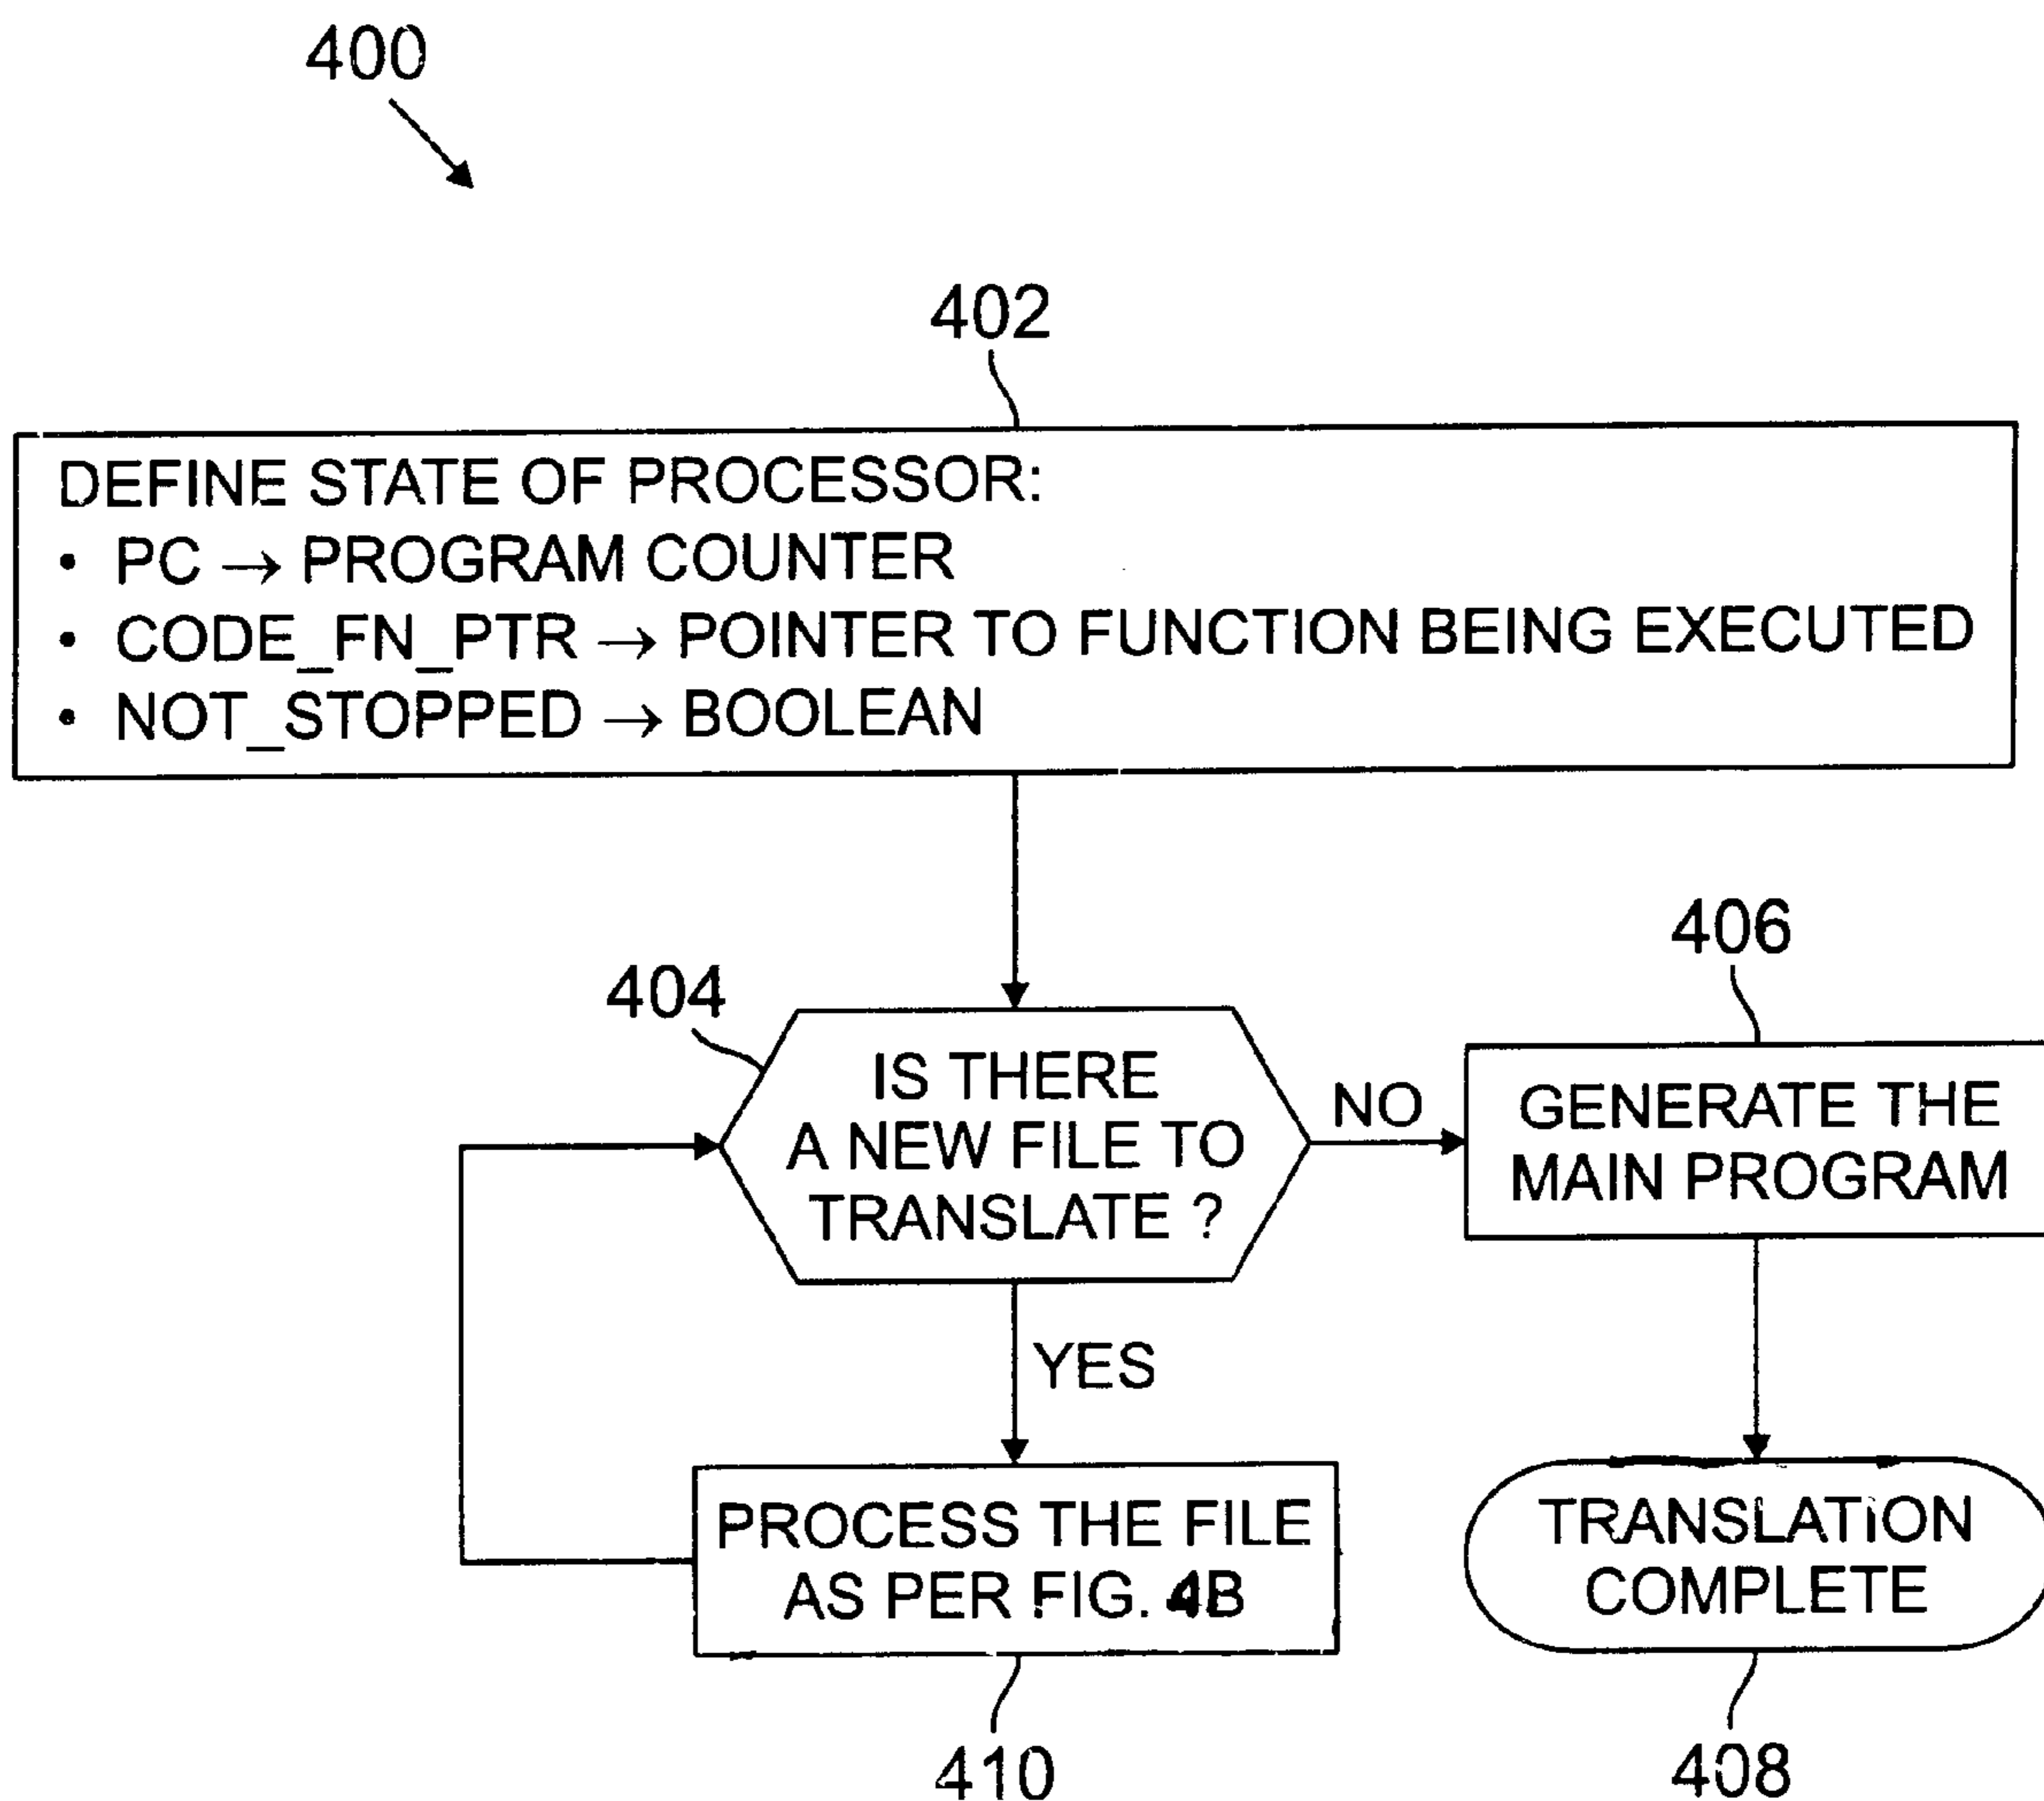 400
402
DEFINE STATE OF PROCESSOR:
• PC → PROGRAM COUNTER
• CODE_FN_PTR → POINTER TO FUNCTION BEING EXECUTED
• NOT_STOPPED → BOOLEAN
404
406
IS THERE
A NEW FILE TO
TRANSLATE ?
NO
GENERATE THE
MAIN PROGRAM
YES
PROCESS THE FILE
AS PER FIG. 4B
TRANSLATION
COMPLETE
410
408